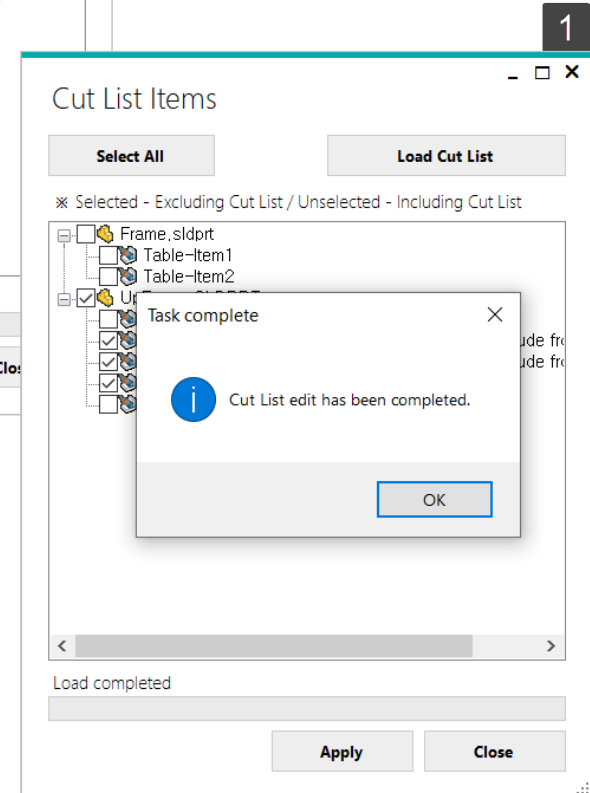 1
Cut List Items
Select All
Load Cut List
※ Selected - Excluding Cut List / Unselected - Including Cut List
Frame,sldprt
Table-Item1
Table-Item2
Task complete
Cut List edit has been completed.
OK
Load completed
Apply
Close